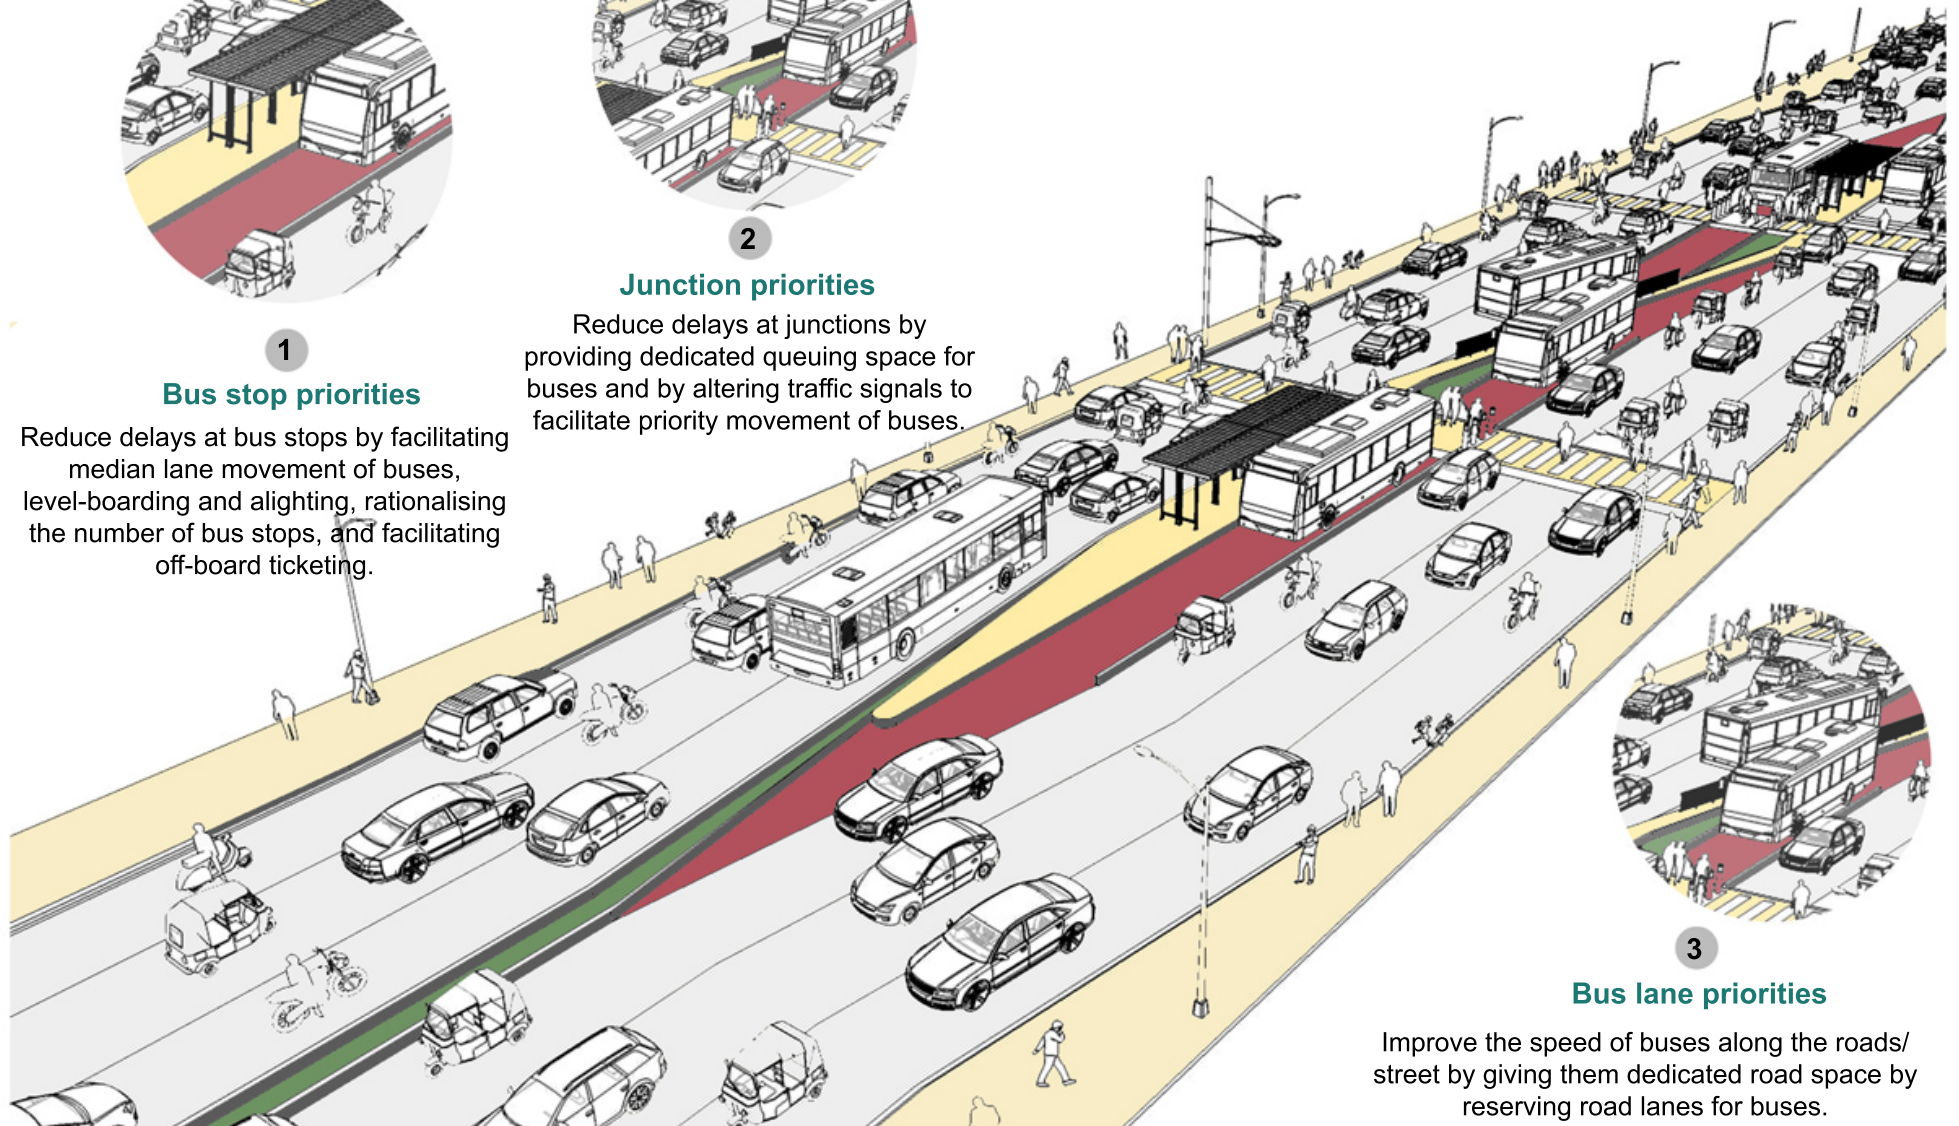 1
Bus stop priorities
Reduce delays at bus stops by facilitating
median lane movement of buses,
level-boarding and alighting, rationalising
the number of bus stops, and facilitating
off-board ticketing.
2
Junction priorities
Reduce delays at junctions by
providing dedicated queuing space for
buses and by altering traffic signals to
facilitate priority movement of buses.
3
Bus lane priorities
Improve the speed of buses along the roads/
street by giving them dedicated road space by
reserving road lanes for buses.